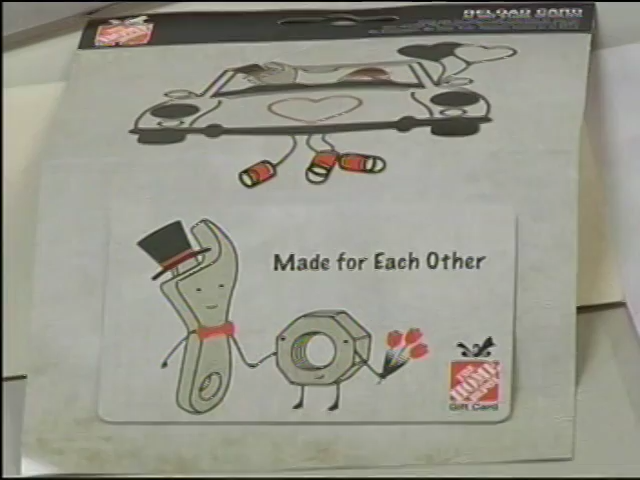 RELOAD CARD
Made for Each Other
THE
HOME
DEPOT
Gift Card